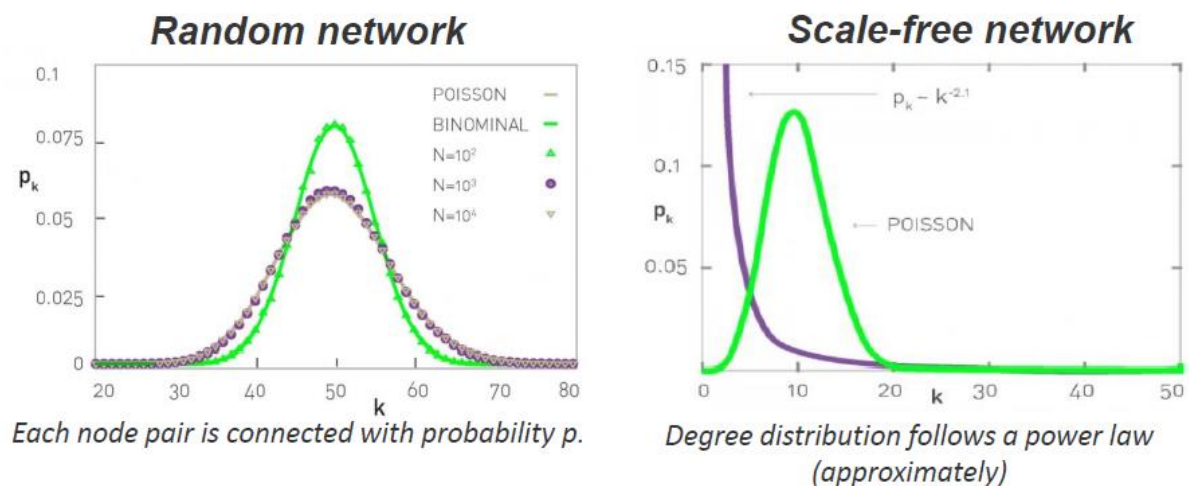 Random network
0.1
0.075
0.05
0.025
0
p_k
POISSON
BINOMINAL
N=10²
N=10³
N=10⁴
20 30 40 50 60 70 80
k
Each node pair is connected with probability p.
Scale-free network
0.15
0.10
0.05
p_k
p_k ~ k^-2.1
POISSON
0 10 20 30 40 50
k
Degree distribution follows a power law
(approximately)